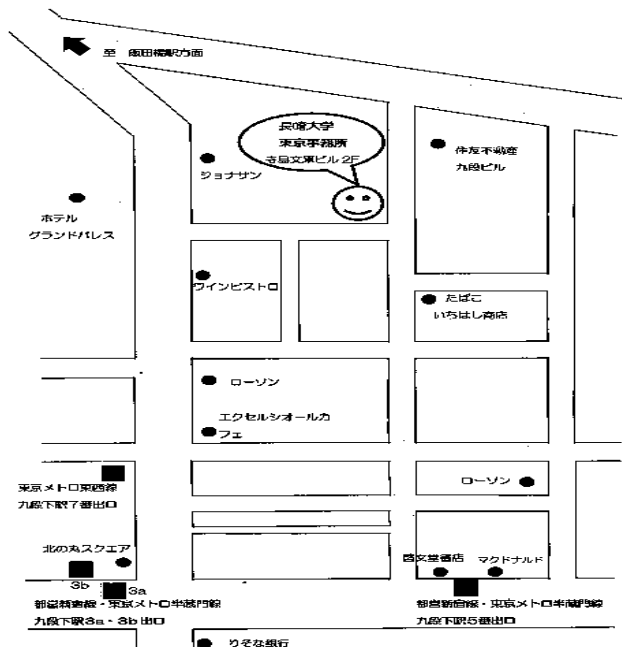 至 飯田橋駅方面
長崎大学
東京事務所
寺島文庫ビル 2F
ジョナサン
住友不動産
九段ビル
ホテル
グランドパレス
ワインビストロ
たばこ
いちはし商店
ローソン
エクセルシオールカ
フェ
東京メトロ東西線
九段下駅7番出口
ローソン
北の丸スクエア
3b
3a
都営新宿線・東京メトロ半蔵門線
九段下駅3a・3b出口
啓文堂書店
マクドナルド
都営新宿線・東京メトロ半蔵門線
九段下駅5番出口
りそな銀行